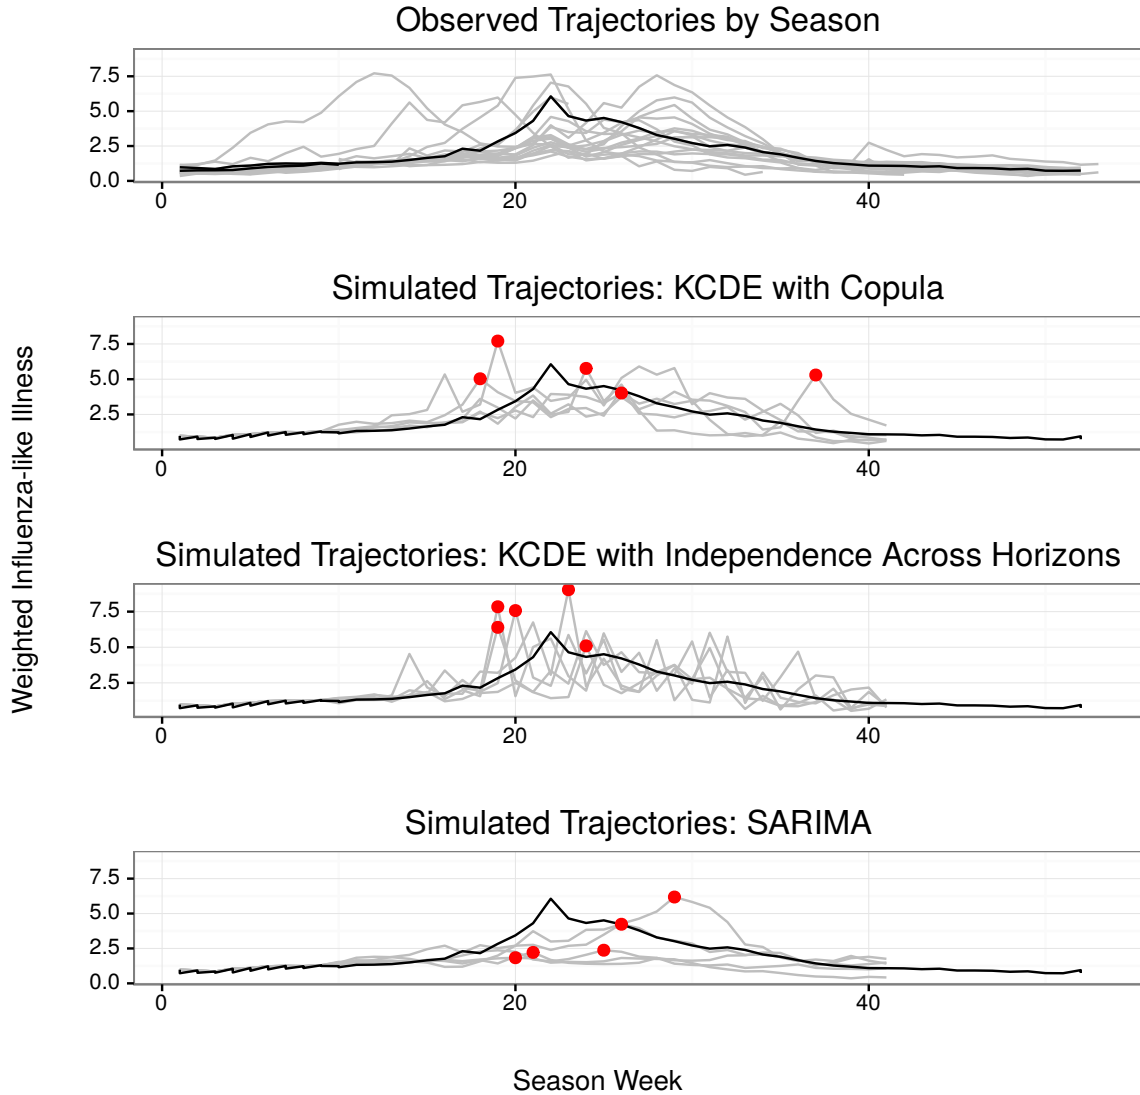 Observed Trajectories by Season
7.5
5.0
2.5
0.0
0 20 40
Simulated Trajectories: KCDE with Copula
7.5
5.0
2.5
0 20 40
Simulated Trajectories: KCDE with Independence Across Horizons
7.5
5.0
2.5
0 20 40
Simulated Trajectories: SARIMA
7.5
5.0
2.5
0.0
0 20 40
Weighted Influenza-like Illness
Season Week